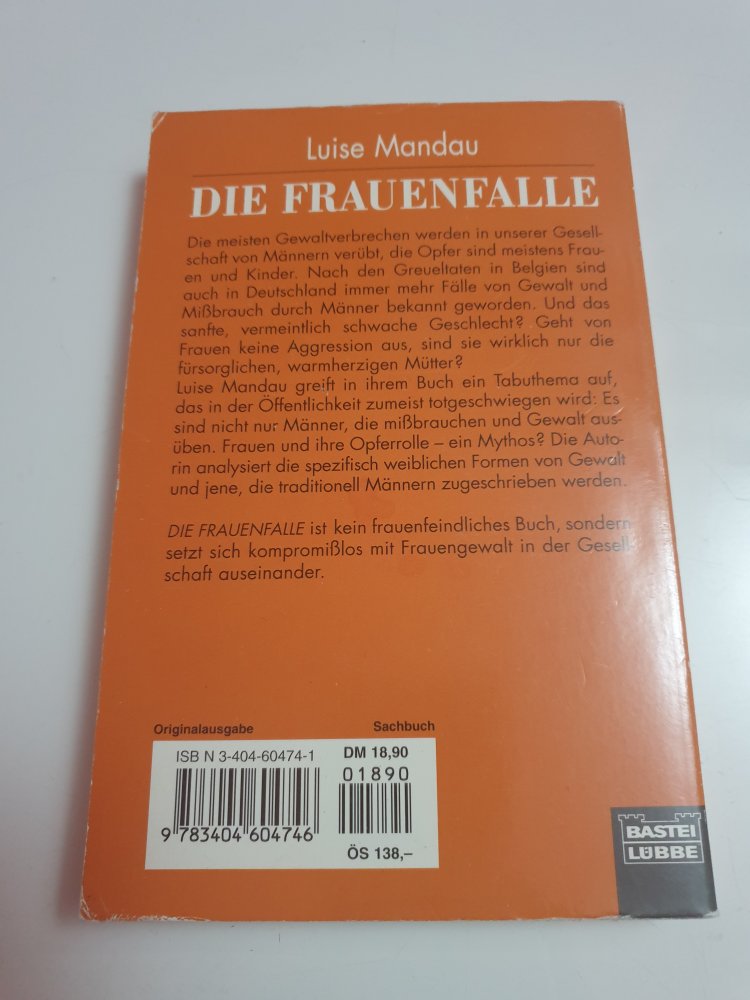 Luise Mandau
DIE FRAUENFALLE
Die meisten Gewaltverbrechen werden in unserer Gesell-
schaft von Männern verübt, die Opfer sind meistens Frau-
en und Kinder. Nach den Greueltaten in Belgien sind
auch in Deutschland immer mehr Fälle von Gewalt und
Mißbrauch durch Männer bekannt geworden. Und das
sanfte, vermeintlich schwache Geschlecht? Geht von
Frauen keine Aggression aus, sind sie wirklich nur die
fürsorglichen, warmherzigen Mütter?
Luise Mandau greift in ihrem Buch ein Tabuthema auf,
das in der Öffentlichkeit zumeist totgeschwiegen wird: Es
sind nicht nur Männer, die mißbrauchen und Gewalt aus-
üben. Frauen und ihre Opferrolle – ein Mythos? Die Auto-
rin analysiert die spezifisch weiblichen Formen von Gewalt
und jene, die traditionell Männern zugeschrieben werden.
DIE FRAUENFALLE ist kein frauenfeindliches Buch, sondern
setzt sich kompromißlos mit Frauengewalt in der Gesell-
schaft auseinander.
Originalausgabe Sachbuch
ISBN 3-404-60474-1 DM 18,90
01890
9 783404 604746
ÖS 138,–
BASTEI
LÜBBE